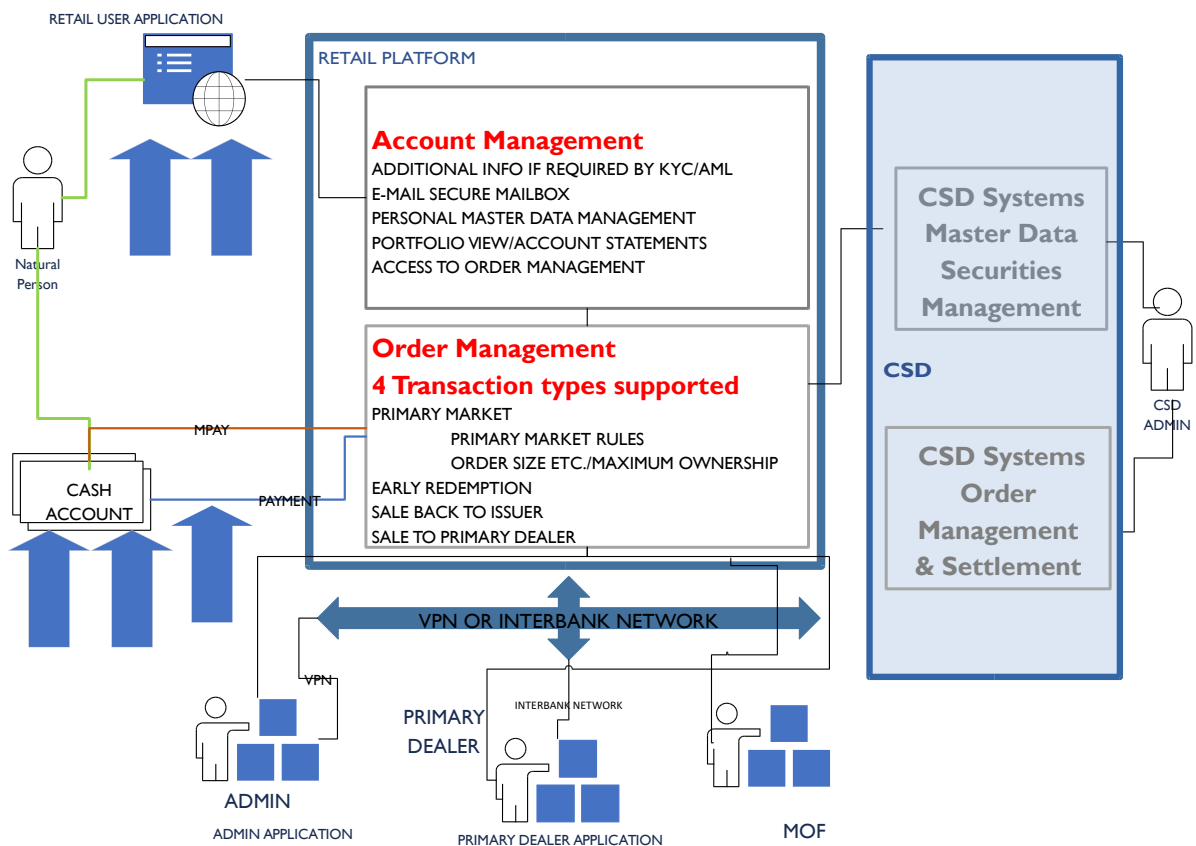 RETAIL USER APPLICATION
RETAIL PLATFORM
Account Management
ADDITIONAL INFO IF REQUIRED BY KYC/AML
E-MAIL SECURE MAILBOX
PERSONAL MASTER DATA MANAGEMENT
PORTFOLIO VIEW/ACCOUNT STATEMENTS
ACCESS TO ORDER MANAGEMENT
Natural
Person
Order Management
4 Transaction types supported
PRIMARY MARKET
PRIMARY MARKET RULES
ORDER SIZE ETC./MAXIMUM OWNERSHIP
EARLY REDEMPTION
SALE BACK TO ISSUER
SALE TO PRIMARY DEALER
MPAY
PAYMENT
CASH
ACCOUNT
CSD Systems
Master Data
Securities
Management
CSD
CSD Systems
Order
Management
& Settlement
CSD
ADMIN
VPN OR INTERBANK NETWORK
VPN
INTERBANK NETWORK
PRIMARY
DEALER
ADMIN
ADMIN APPLICATION
PRIMARY DEALER APPLICATION
MOF